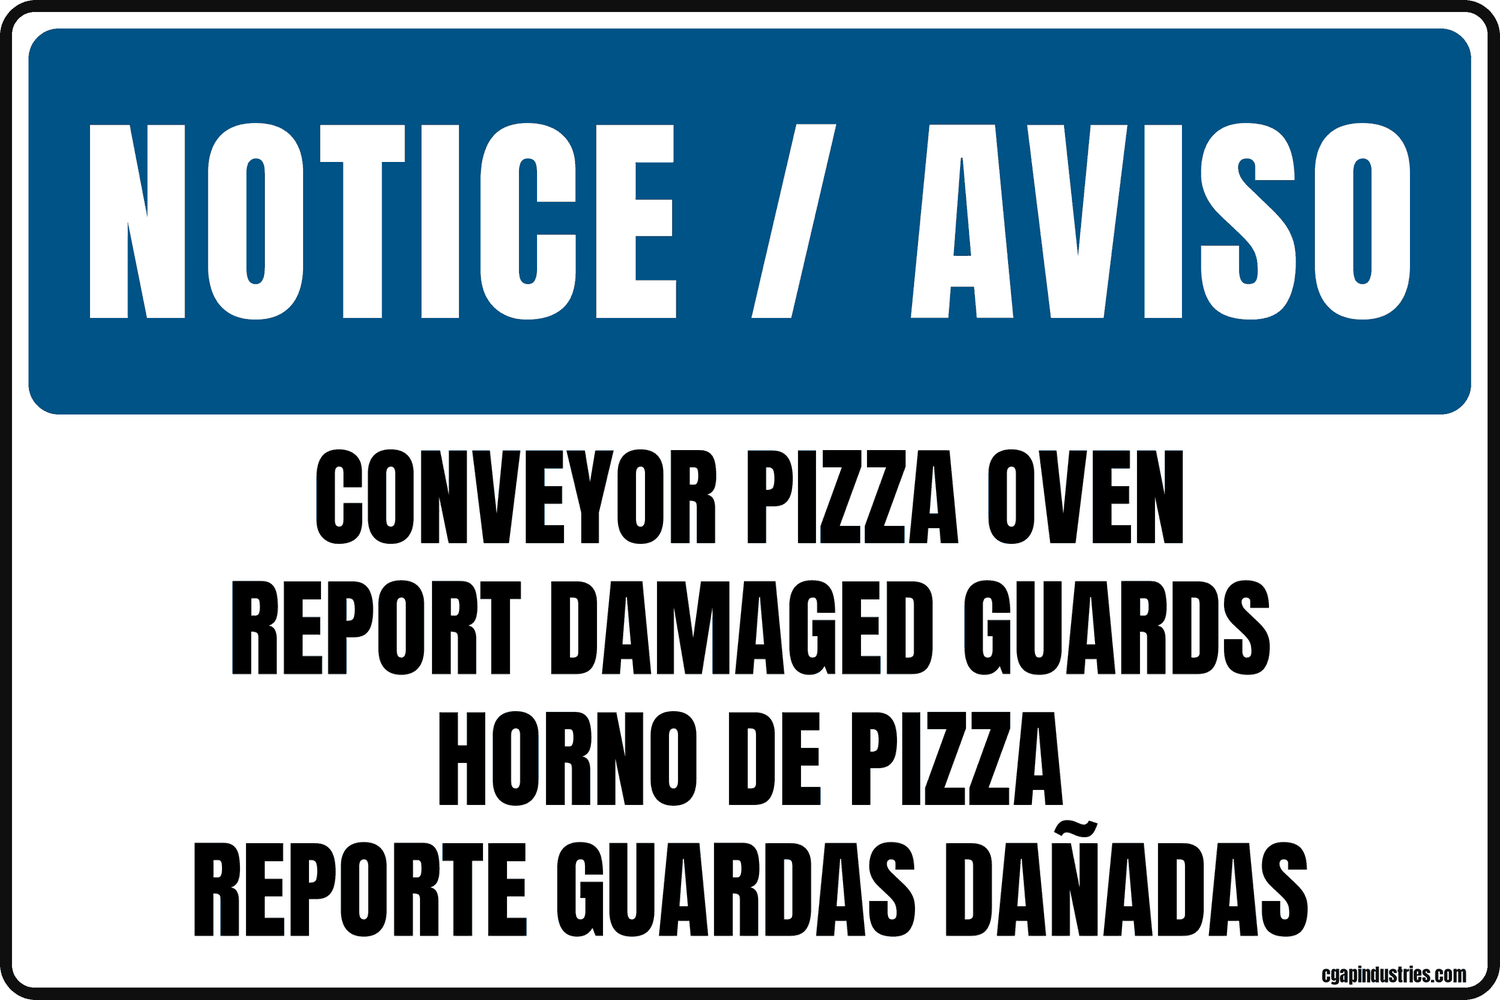 NOTICE / AVISO
CONVEYOR PIZZA OVEN
REPORT DAMAGED GUARDS
HORNO DE PIZZA
REPORTE GUARDAS DAÑADAS
cgapindustries.com